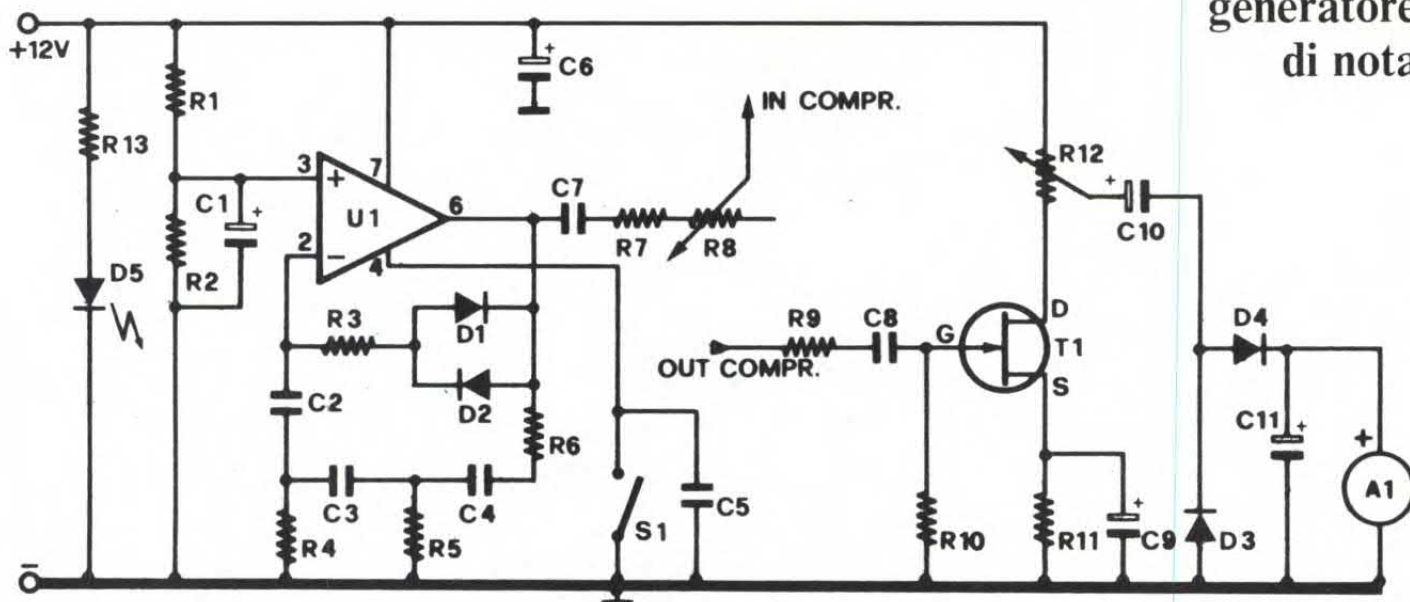 generatore
di nota
+12V
R1
R13
C6
IN COMPR.
R12
3
7
+
C1
+
U1
6
C7
+
C10
2
−
4
R7
R8
R2
D5
R3
D1
R9
C8
G
D
T1
D4
OUT COMPR.
S
C2
D2
R6
C11
+
+
A1
C3
C4
S1
C5
R4
R5
R10
R11
+
C9
D3
−